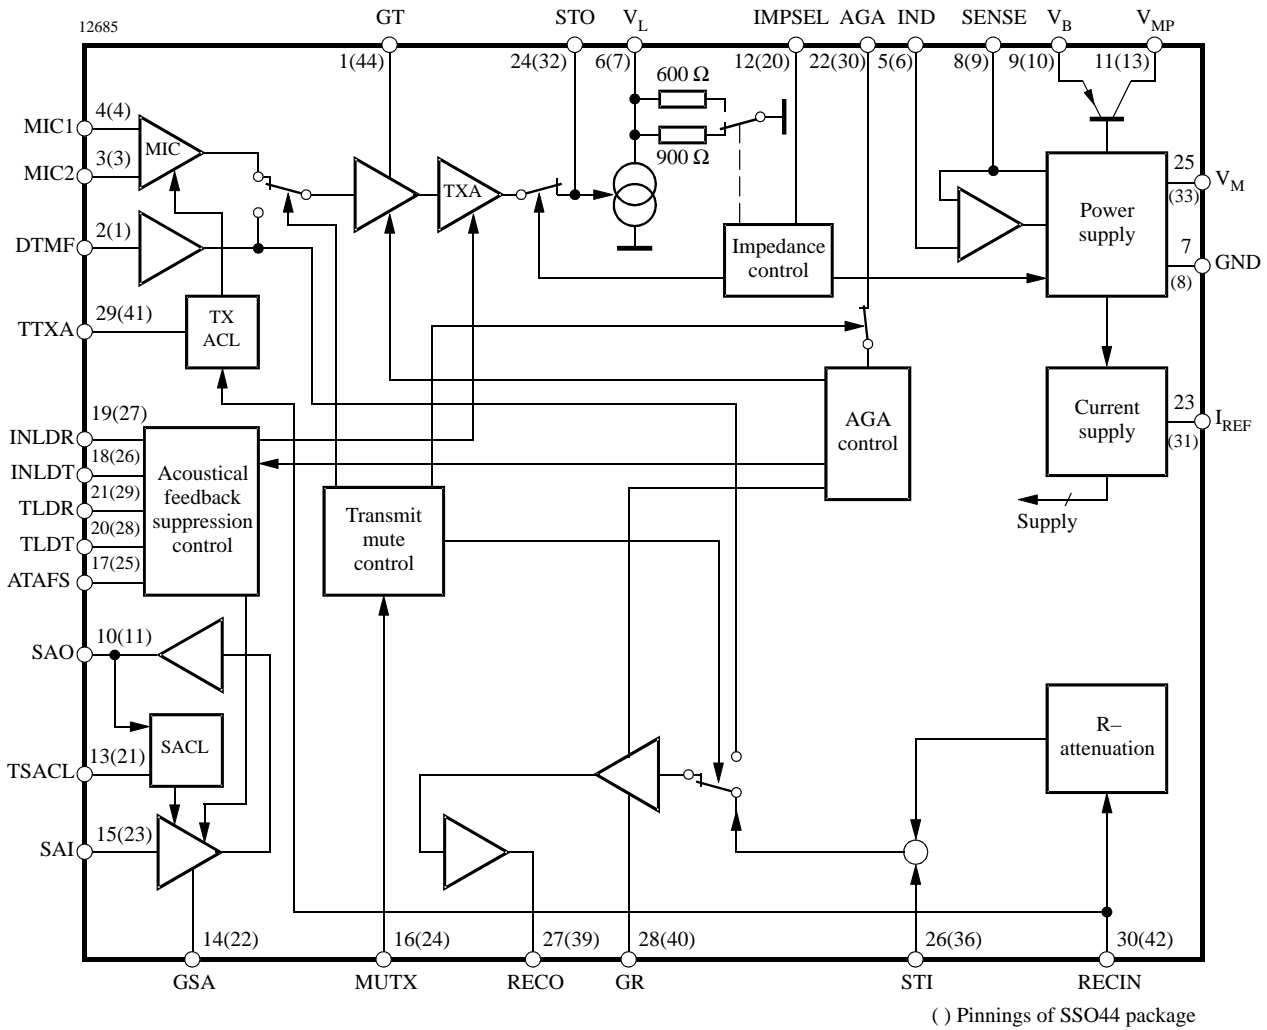 12685
GT STO V_L IMPSEL AGA IND SENSE V_B V_MP
1(44) 24(32) 6(7) 12(20) 22(30) 5(6) 8(9) 9(10) 11(13)
600 Ω
900 Ω
MIC1 4(4)
MIC2 3(3)
MIC
TXA
DTMF 2(1)
TTXA 29(41)
TX
ACL
Impedance
control
Power
supply
25
V_M
(33)
7
GND
(8)
AGA
control
Current
supply
23
I_REF
(31)
Supply
INLDR 19(27)
INLDT 18(26)
TLDR 21(29)
TLDT 20(28)
ATAFS 17(25)
Acoustical
feedback
suppression
control
Transmit
mute
control
SAO 10(11)
SACL
TSACL 13(21)
SAI 15(23)
R–
attenuation
14(22) 16(24) 27(39) 28(40) 26(36) 30(42)
GSA MUTX RECO GR STI RECIN
( ) Pinnings of SSO44 package